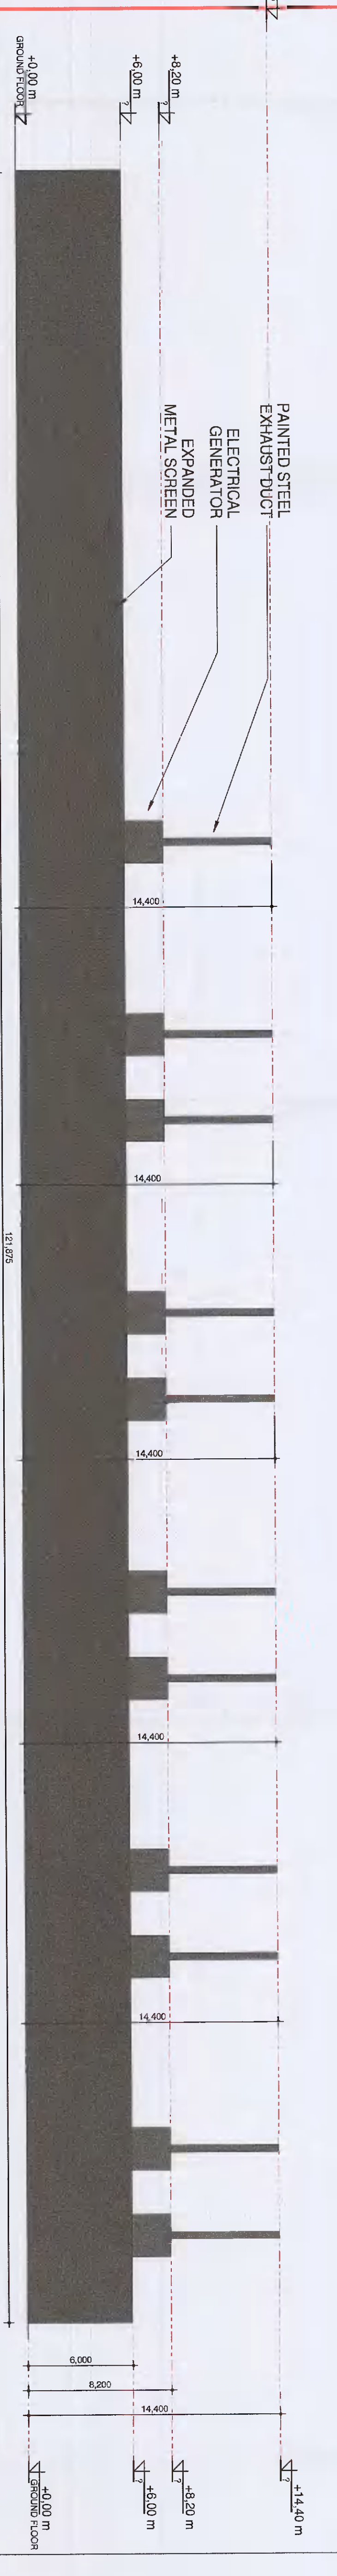 +8,20 m
?
+6,00 m
?
+0,00 m
GROUND FLOOR
PAINTED STEEL
EXHAUST DUCT
ELECTRICAL
GENERATOR
EXPANDED
METAL SCREEN
14,400
14,400
14,400
14,400
14,400
121,875
6,000
8,200
14,400
+14,40 m
?
+8,20 m
?
+6,00 m
?
+0,00 m
GROUND FLOOR